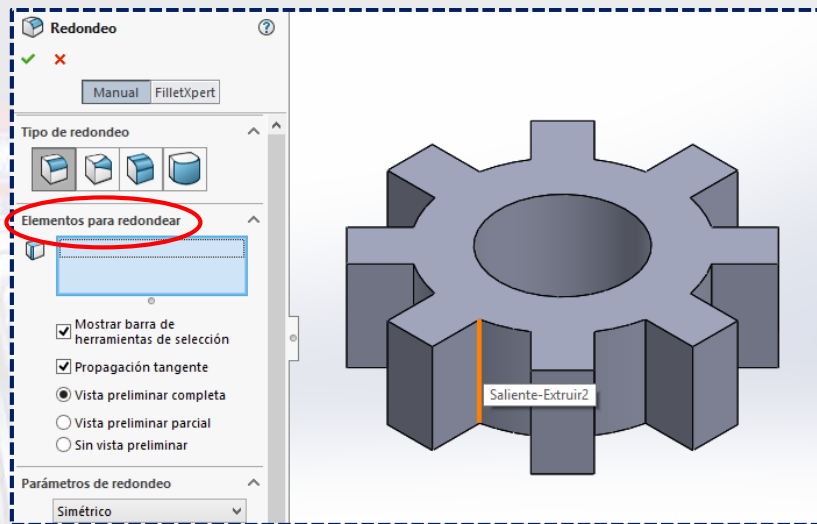 Redondeo
Manual FilletXpert
Tipo de redondeo
Elementos para redondear
Mostrar barra de
herramientas de selección
Propagación tangente
Vista preliminar completa
Vista preliminar parcial
Sin vista preliminar
Parámetros de redondeo
Simétrico
Saliente-Extruir2